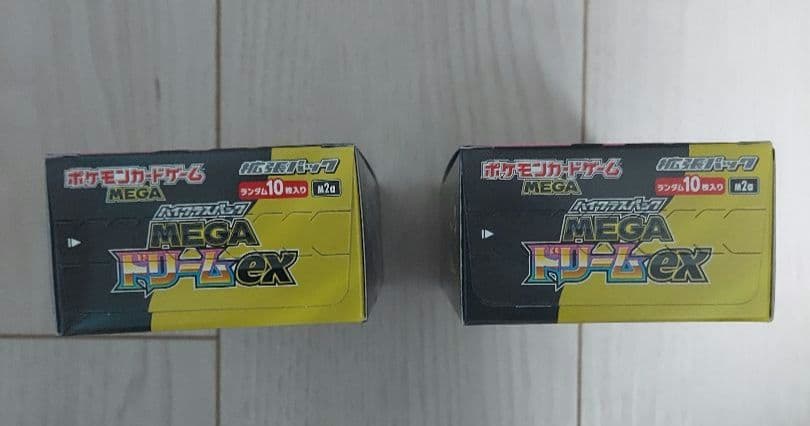 ポケモンカードゲーム
MEGA
拡張パック
ランダム10枚入り
M2a
ハイクラスパック
MEGA
ドリームex
ポケモンカードゲーム
MEGA
拡張パック
ランダム10枚入り
M2a
ハイクラスパック
MEGA
ドリームex